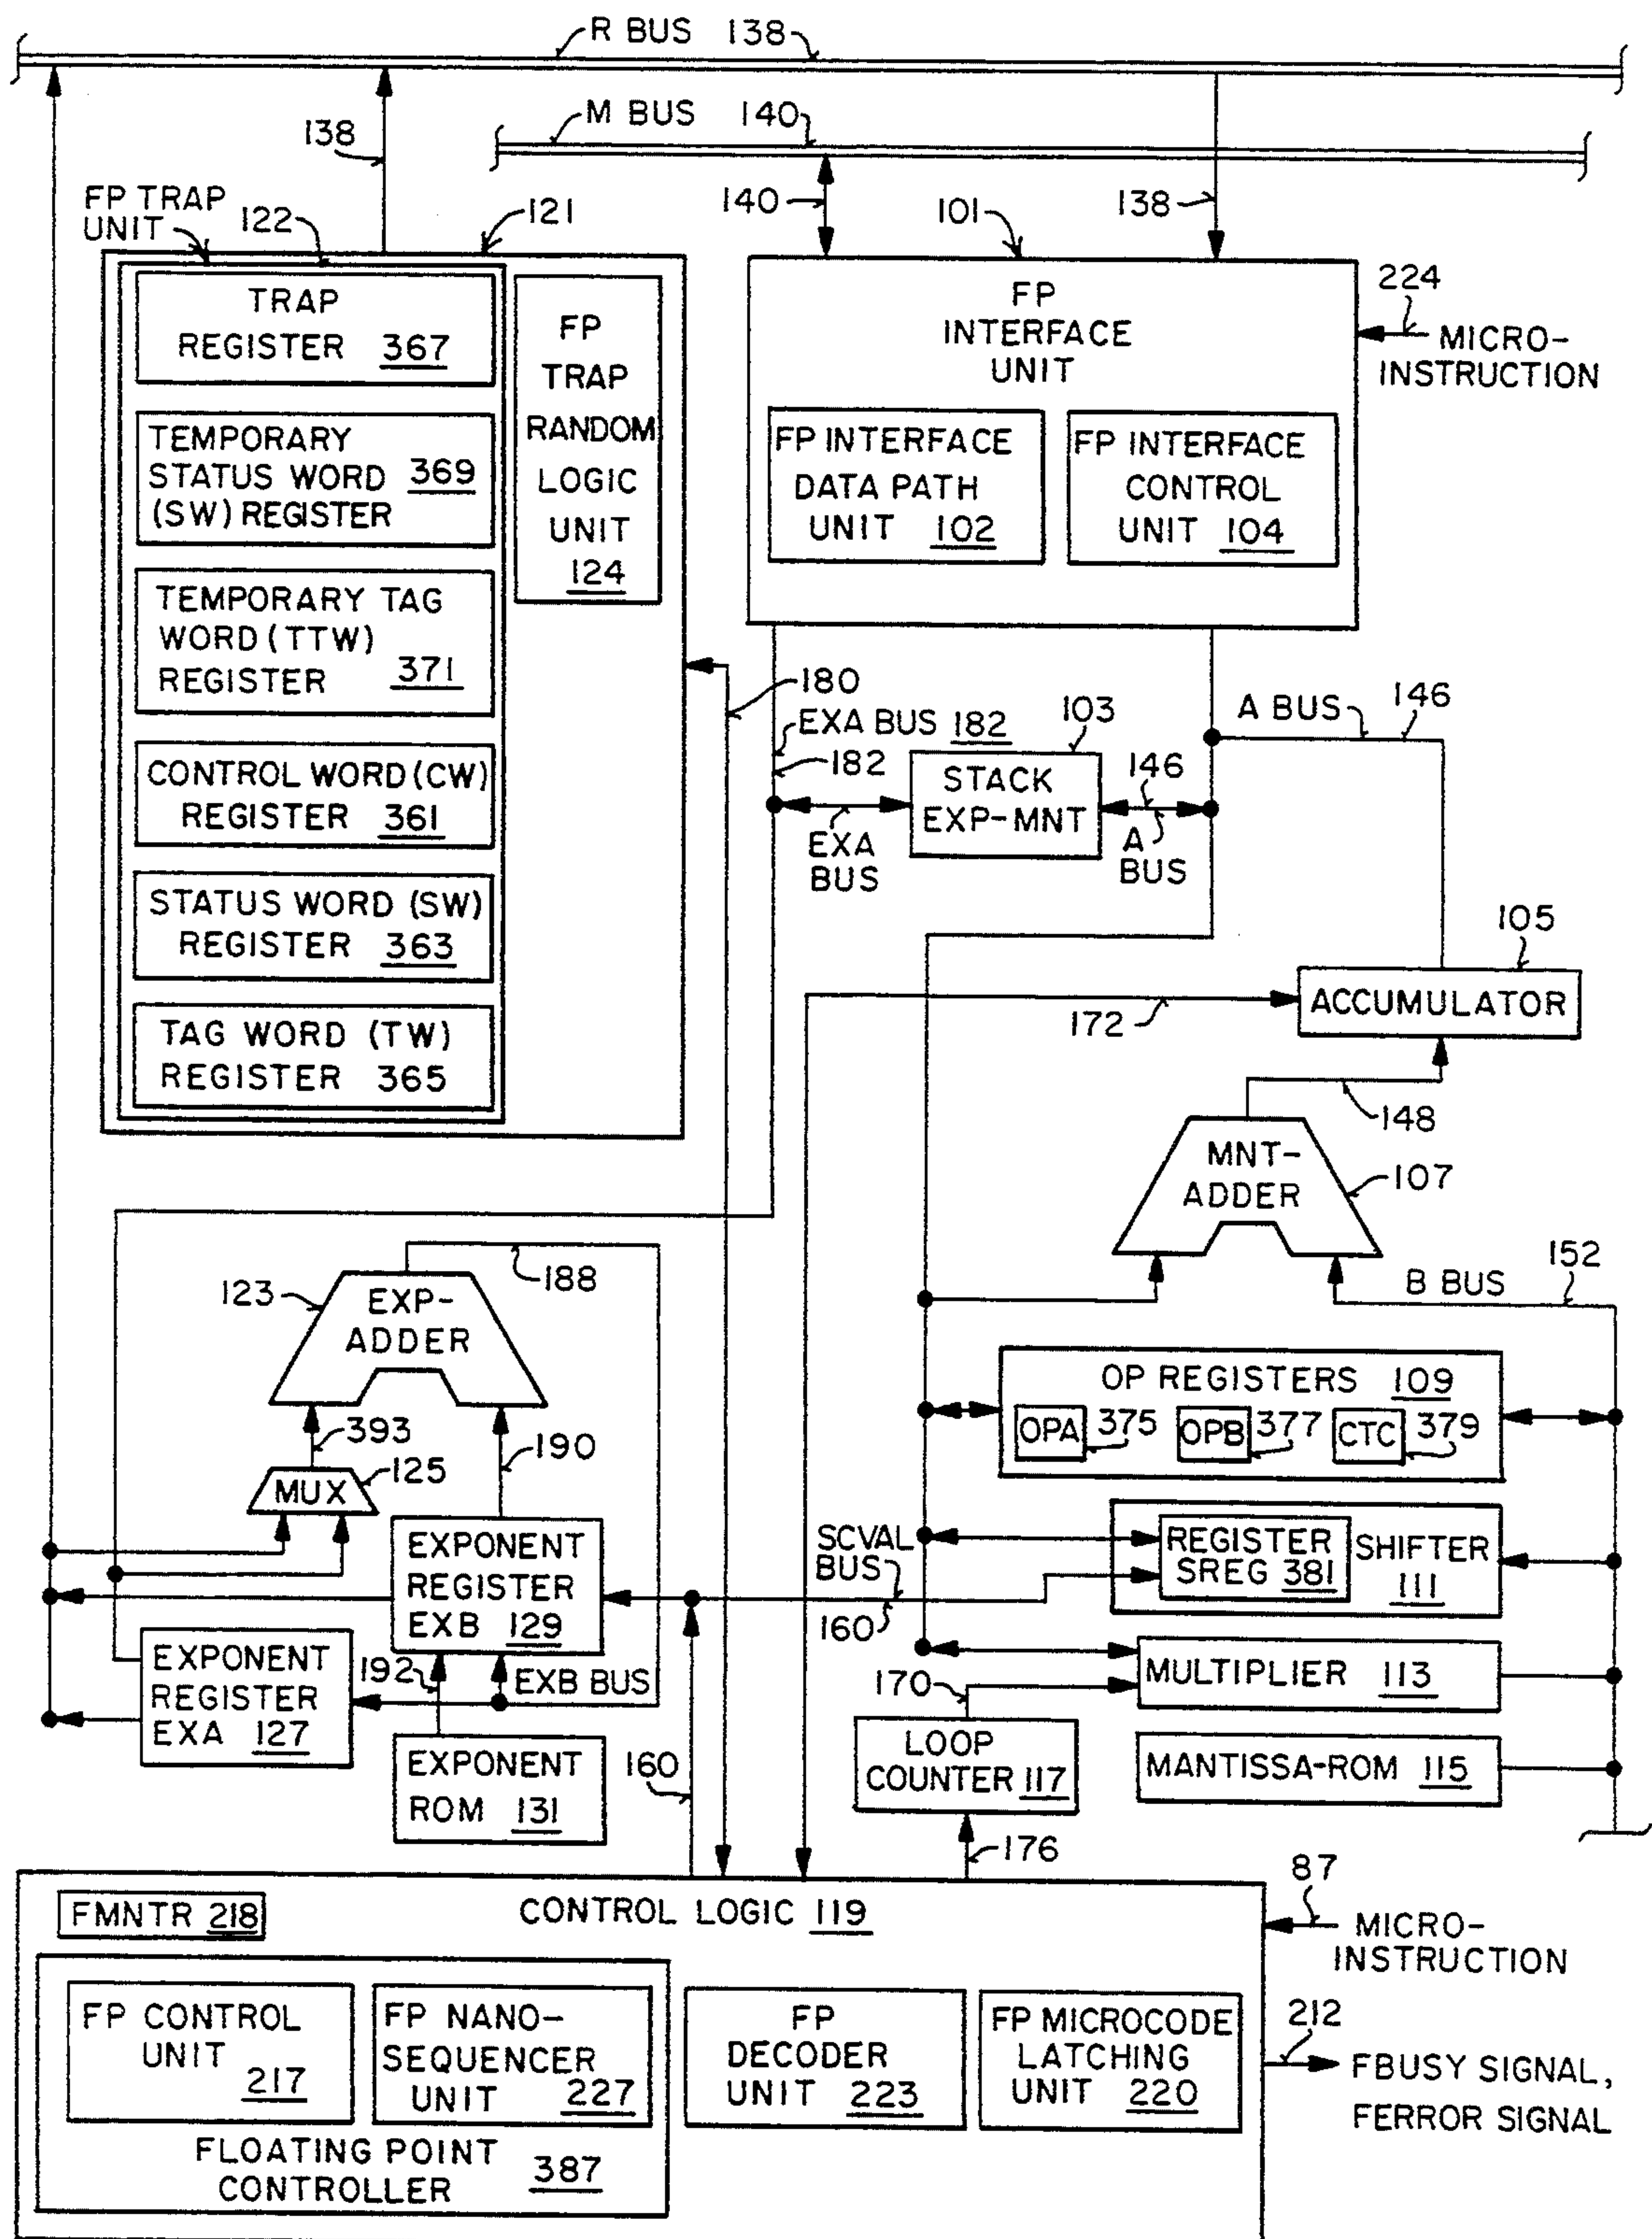 R BUS 138
M BUS 140
138
FP TRAP
UNIT
122
121
140
101
138
224
MICRO-
INSTRUCTION
TRAP
REGISTER 367
TEMPORARY
STATUS WORD 369
(SW) REGISTER
TEMPORARY TAG
WORD (TTW)
REGISTER 371
CONTROL WORD (CW)
REGISTER 361
STATUS WORD (SW)
REGISTER 363
TAG WORD (TW)
REGISTER 365
FP
TRAP
RANDOM
LOGIC
UNIT
124
FP
INTERFACE
UNIT
FP INTERFACE
DATA PATH
UNIT 102
FP INTERFACE
CONTROL
UNIT 104
180
EXA BUS 182
182
103
STACK
EXP-MNT
EXA
BUS
146
A
BUS
A BUS
146
105
ACCUMULATOR
172
148
MNT-
ADDER
107
B BUS
152
188
123
EXP-
ADDER
393
190
MUX
125
OP REGISTERS 109
OPA 375
OPB 377
CTC 379
EXPONENT
REGISTER
EXB 129
SCVAL
BUS
160
REGISTER
SREG 381
SHIFTER
111
EXPONENT
REGISTER
EXA 127
192
EXB BUS
170
MULTIPLIER 113
EXPONENT
ROM 131
160
LOOP
COUNTER 117
MANTISSA-ROM 115
176
87
MICRO-
INSTRUCTION
FMNTR 218
CONTROL LOGIC 119
FP CONTROL
UNIT
217
FP NANO-
SEQUENCER
UNIT 227
FP
DECODER
UNIT 223
FP MICROCODE
LATCHING
UNIT 220
212
FBUSY SIGNAL,
FERROR SIGNAL
FLOATING POINT
CONTROLLER 387